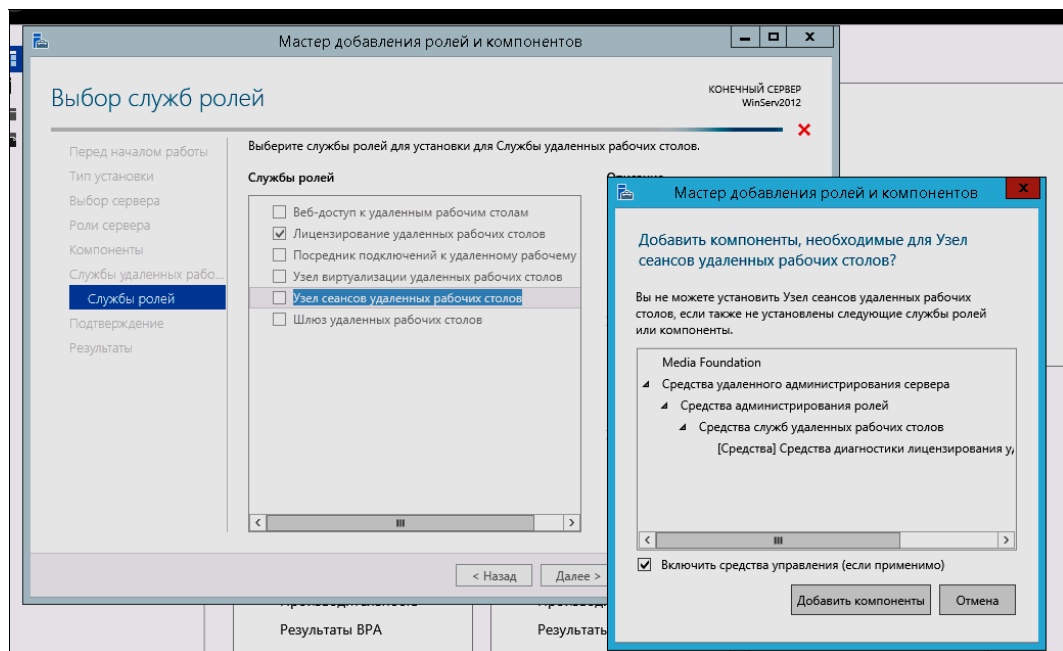 Мастер добавления ролей и компонентов
Выбор служб ролей
КОНЕЧНЫЙ СЕРВЕР
WinServ2012
Перед началом работы
Тип установки
Выбор сервера
Роли сервера
Компоненты
Службы удаленных рабо...
Службы ролей
Подтверждение
Результаты
Выберите службы ролей для установки для Службы удаленных рабочих столов.
Службы ролей
Описание
Веб-доступ к удаленным рабочим столам
Лицензирование удаленных рабочих столов
Посредник подключений к удаленному рабочему
Узел виртуализации удаленных рабочих столов
Узел сеансов удаленных рабочих столов
Шлюз удаленных рабочих столов
< Назад
Далее >
Мастер добавления ролей и компонентов
Добавить компоненты, необходимые для Узел
сеансов удаленных рабочих столов?
Вы не можете установить Узел сеансов удаленных рабочих
столов, если также не установлены следующие службы ролей
или компоненты.
Media Foundation
Средства удаленного администрирования сервера
Средства администрирования ролей
Средства служб удаленных рабочих столов
[Средства] Средства диагностики лицензирования
Включить средства управления (если применимо)
Добавить компоненты
Отмена
Результаты BPA
Результаты